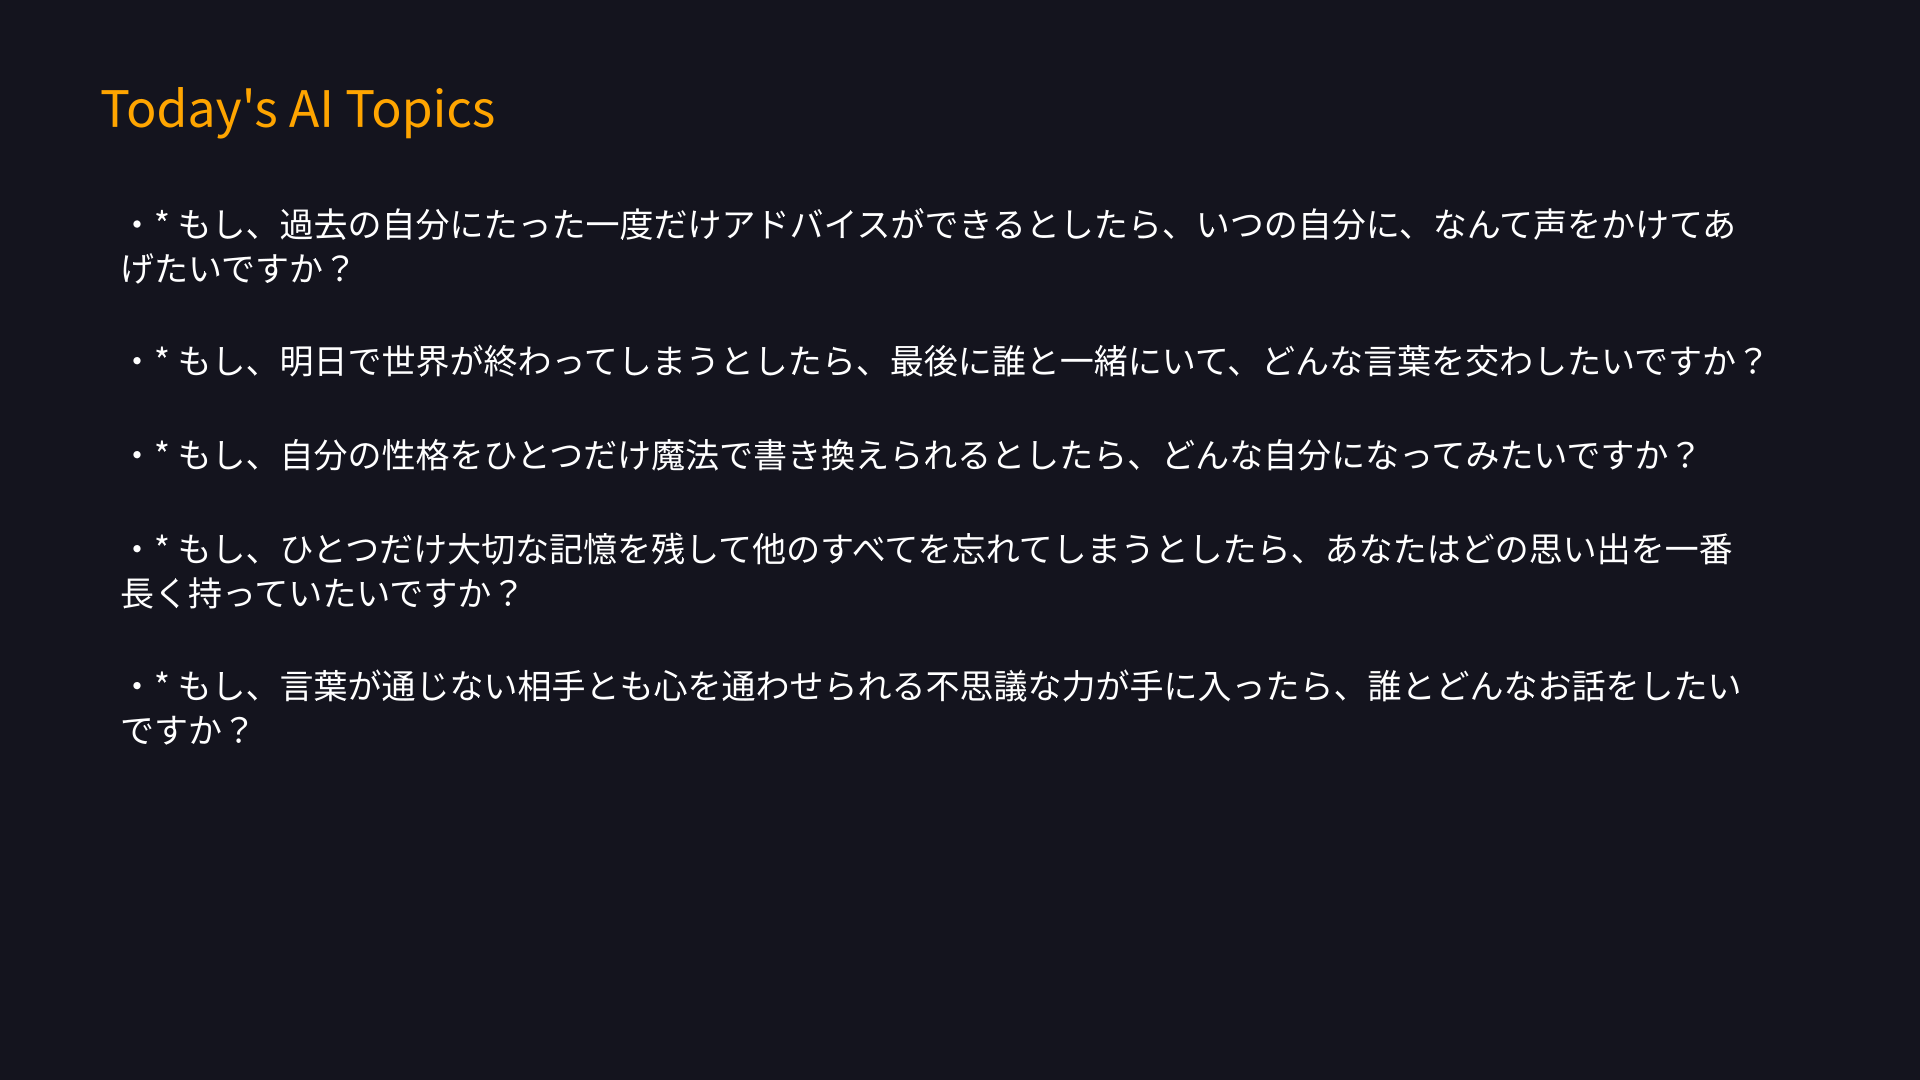 Today's AI Topics
・* もし、過去の自分にたった一度だけアドバイスができるとしたら、いつの自分に、なんて声をかけてあ
げたいですか？
・* もし、明日で世界が終わってしまうとしたら、最後に誰と一緒にいて、どんな言葉を交わしたいですか？
・* もし、自分の性格をひとつだけ魔法で書き換えられるとしたら、どんな自分になってみたいですか？
・* もし、ひとつだけ大切な記憶を残して他のすべてを忘れてしまうとしたら、あなたはどの思い出を一番
長く持っていたいですか？
・* もし、言葉が通じない相手とも心を通わせられる不思議な力が手に入ったら、誰とどんなお話をしたい
ですか？